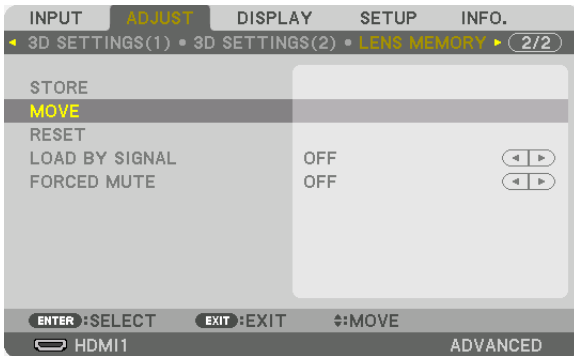 INPUT ADJUST DISPLAY SETUP INFO.
3D SETTINGS(1) • 3D SETTINGS(2) • LENS MEMORY 2/2
STORE
MOVE
RESET
LOAD BY SIGNAL OFF
FORCED MUTE OFF
ENTER :SELECT EXIT :EXIT :MOVE
HDMI1 ADVANCED